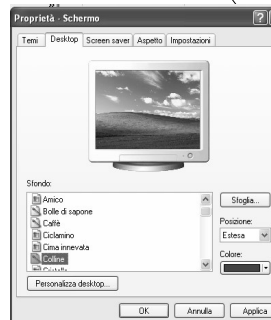 Proprietà - Schermo
Temi Desktop Screen saver Aspetto Impostazioni
Sfondo:
Amico
Bolle di sapone
Caffè
Ciclamino
Cima innevata
Colline
Cristallo
Sfoglia...
Posizione:
Estesa
Colore:
Personalizza desktop...
OK Annulla Applica